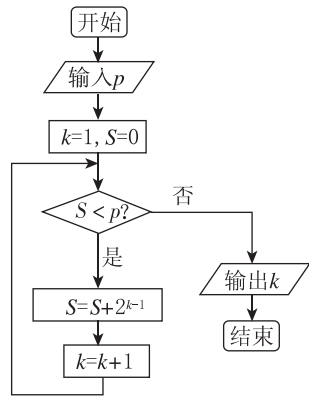 开始
输入p
k=1, S=0
S<p?
否
是
S=S+2^{k-1}
输出k
k=k+1
结束